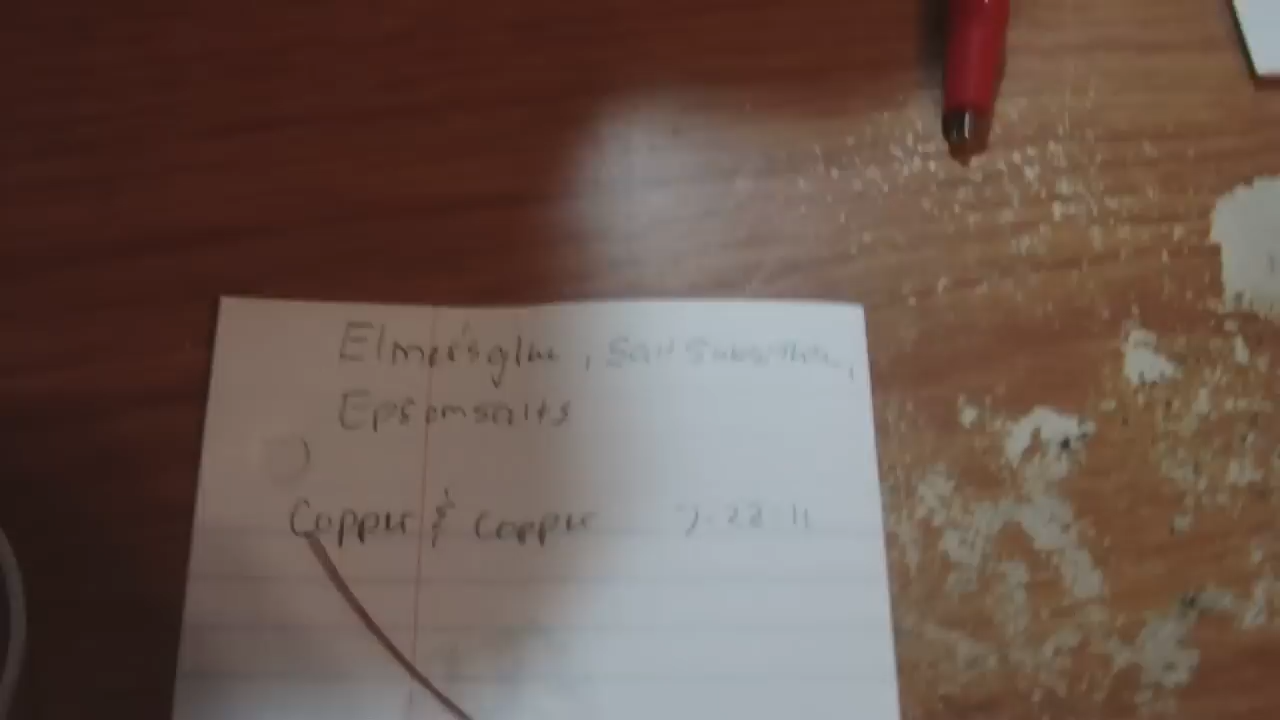 Elmer's glue, Salt Substitute,
Epsom salts
Copper & Copper 7-22-11